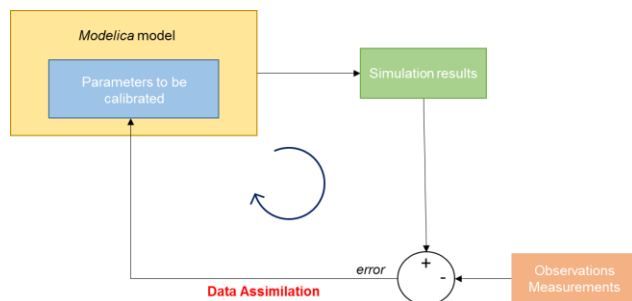 Modelica model
Parameters to be
calibrated
Simulation results
+
-
error
Data Assimilation
Observations
Measurements